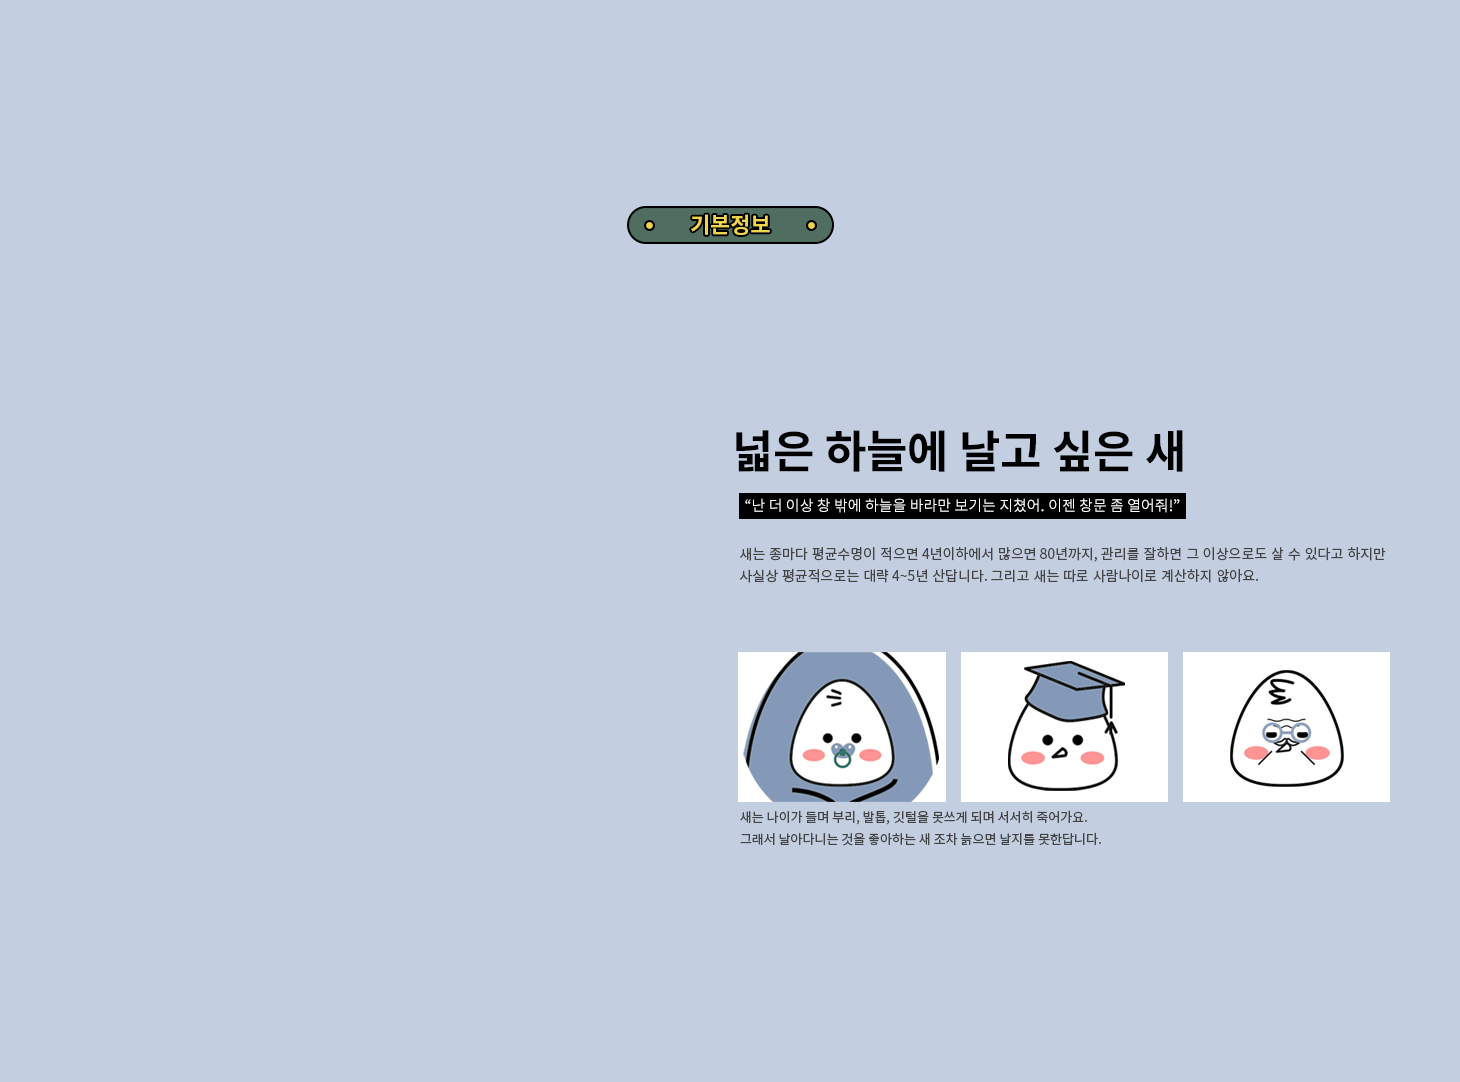 기본정보
넓은 하늘에 날고 싶은 새
“난 더 이상 창 밖에 하늘을 바라만 보기는 지쳤어. 이젠 창문 좀 열어줘!”
새는 종마다 평균수명이 적으면 4년이하에서 많으면 80년까지, 관리를 잘하면 그 이상으로도 살 수 있다고 하지만
사실상 평균적으로는 대략 4~5년 산답니다. 그리고 새는 따로 사람나이로 계산하지 않아요.
새는 나이가 들며 부리, 발톱, 깃털을 못쓰게 되며 서서히 죽어가요.
그래서 날아다니는 것을 좋아하는 새 조차 늙으면 날지를 못한답니다.